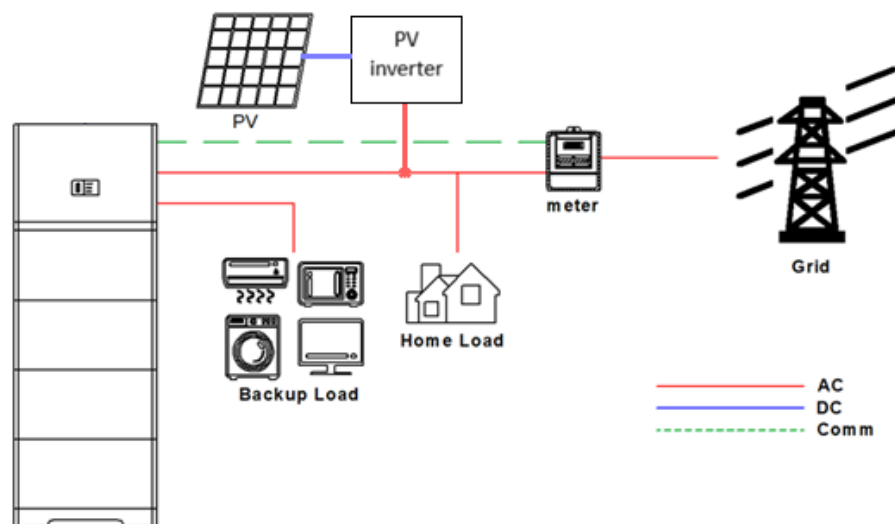 PV
inverter
PV
meter
Grid
Home Load
Backup Load
AC
DC
Comm